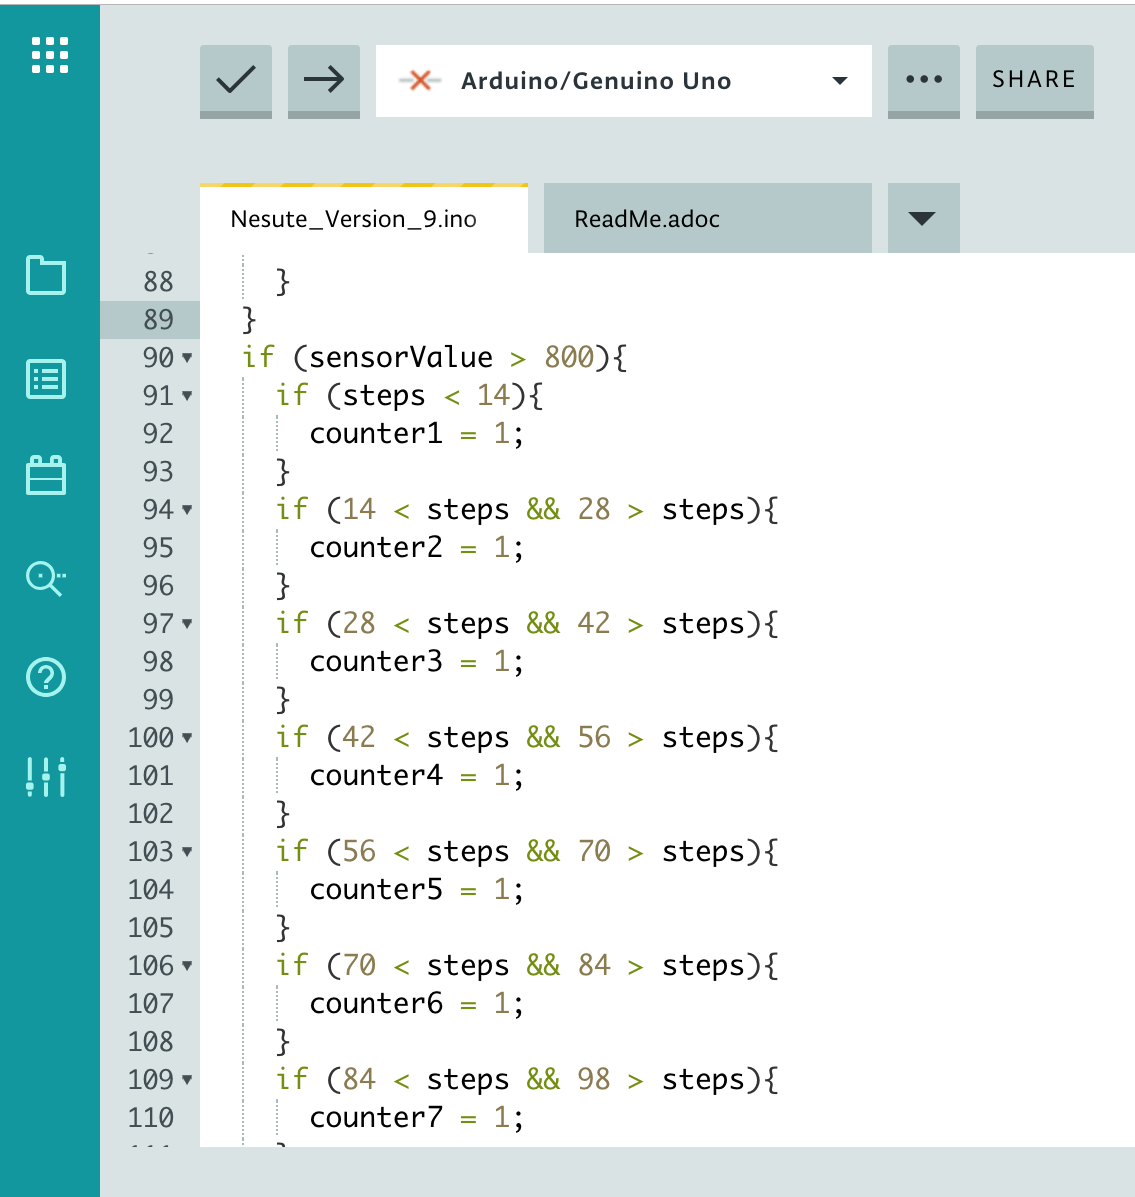 Arduino/Genuino Uno
SHARE
Nesute_Version_9.ino
ReadMe.adoc
88 }
89 }
90 if (sensorValue > 800){
91 if (steps < 14){
92 counter1 = 1;
93 }
94 if (14 < steps && 28 > steps){
95 counter2 = 1;
96 }
97 if (28 < steps && 42 > steps){
98 counter3 = 1;
99 }
100 if (42 < steps && 56 > steps){
101 counter4 = 1;
102 }
103 if (56 < steps && 70 > steps){
104 counter5 = 1;
105 }
106 if (70 < steps && 84 > steps){
107 counter6 = 1;
108 }
109 if (84 < steps && 98 > steps){
110 counter7 = 1;